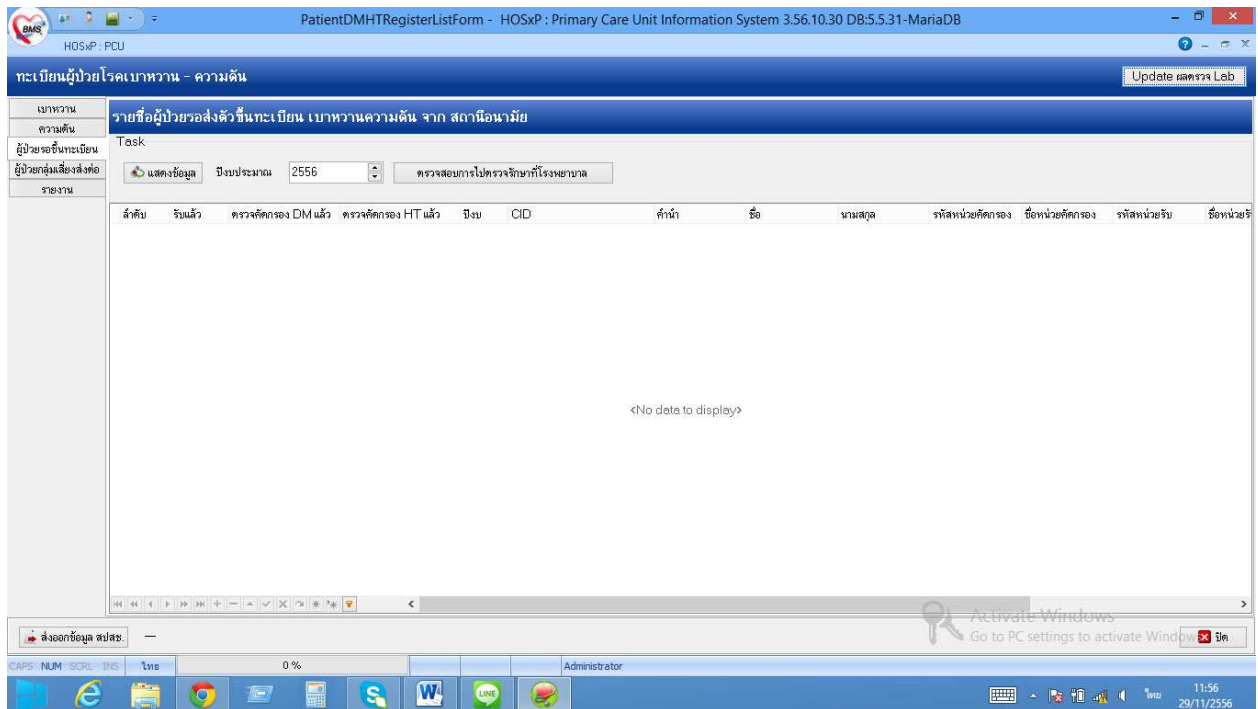 BMS
PatientDMHTRegisterListForm - HOSxP : Primary Care Unit Information System 3.56.10.30 DB:5.5.31-MariaDB
HOSxP : PCU
ทะเบียนผู้ป่วยโรคเบาหวาน - ความดัน
Update ผลตรวจ Lab
เบาหวาน
ความดัน
ผู้ป่วยรอขึ้นทะเบียน
ผู้ป่วยกลุ่มเสี่ยงส่งต่อ
รายงาน
รายชื่อผู้ป่วยรอส่งตัวขึ้นทะเบียน เบาหวานความดัน จาก สถานีอนามัย
Task
แสดงข้อมูล ปีงบประมาณ 2556 ตรวจสอบการไปตรวจรักษาที่โรงพยาบาล
ลำดับ รับแล้ว ตรวจคัดกรอง DM แล้ว ตรวจคัดกรอง HT แล้ว ปีงบ CID คำนำ ชื่อ นามสกุล รหัสหน่วยคัดกรอง ชื่อหน่วยคัดกรอง รหัสหน่วยรับ ชื่อหน่วยรั
<No data to display>
Activate Windows
Go to PC settings to activate Window
ส่งออกข้อมูล สปสช. —
ปิด
CAPS NUM SCRL INS ไทย 0 % Administrator
W LINE
ไทย 11:56
29/11/2556